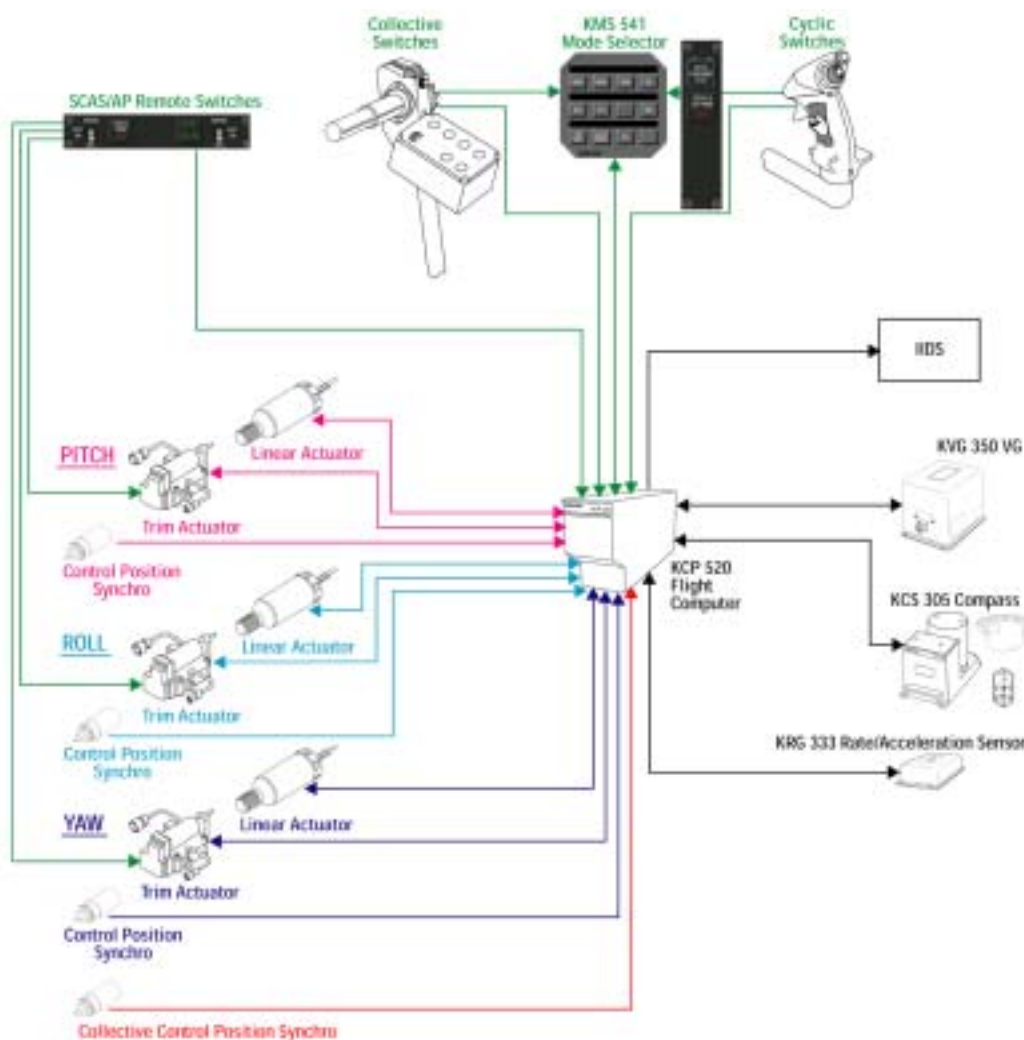 Collective
Switches
KMS 541
Mode Selector
Cyclic
Switches
SCAS/AP Remote Switches
IIDS
PITCH
Linear Actuator
Trim Actuator
Control Position
Synchro
KVG 350 VG
KCP 520
Flight
Computer
KCS 305 Compass
ROLL
Linear Actuator
Trim Actuator
Control Position
Synchro
KRG 333 Rate/Acceleration Sensor
YAW
Linear Actuator
Trim Actuator
Control Position
Synchro
Collective Control Position Synchro